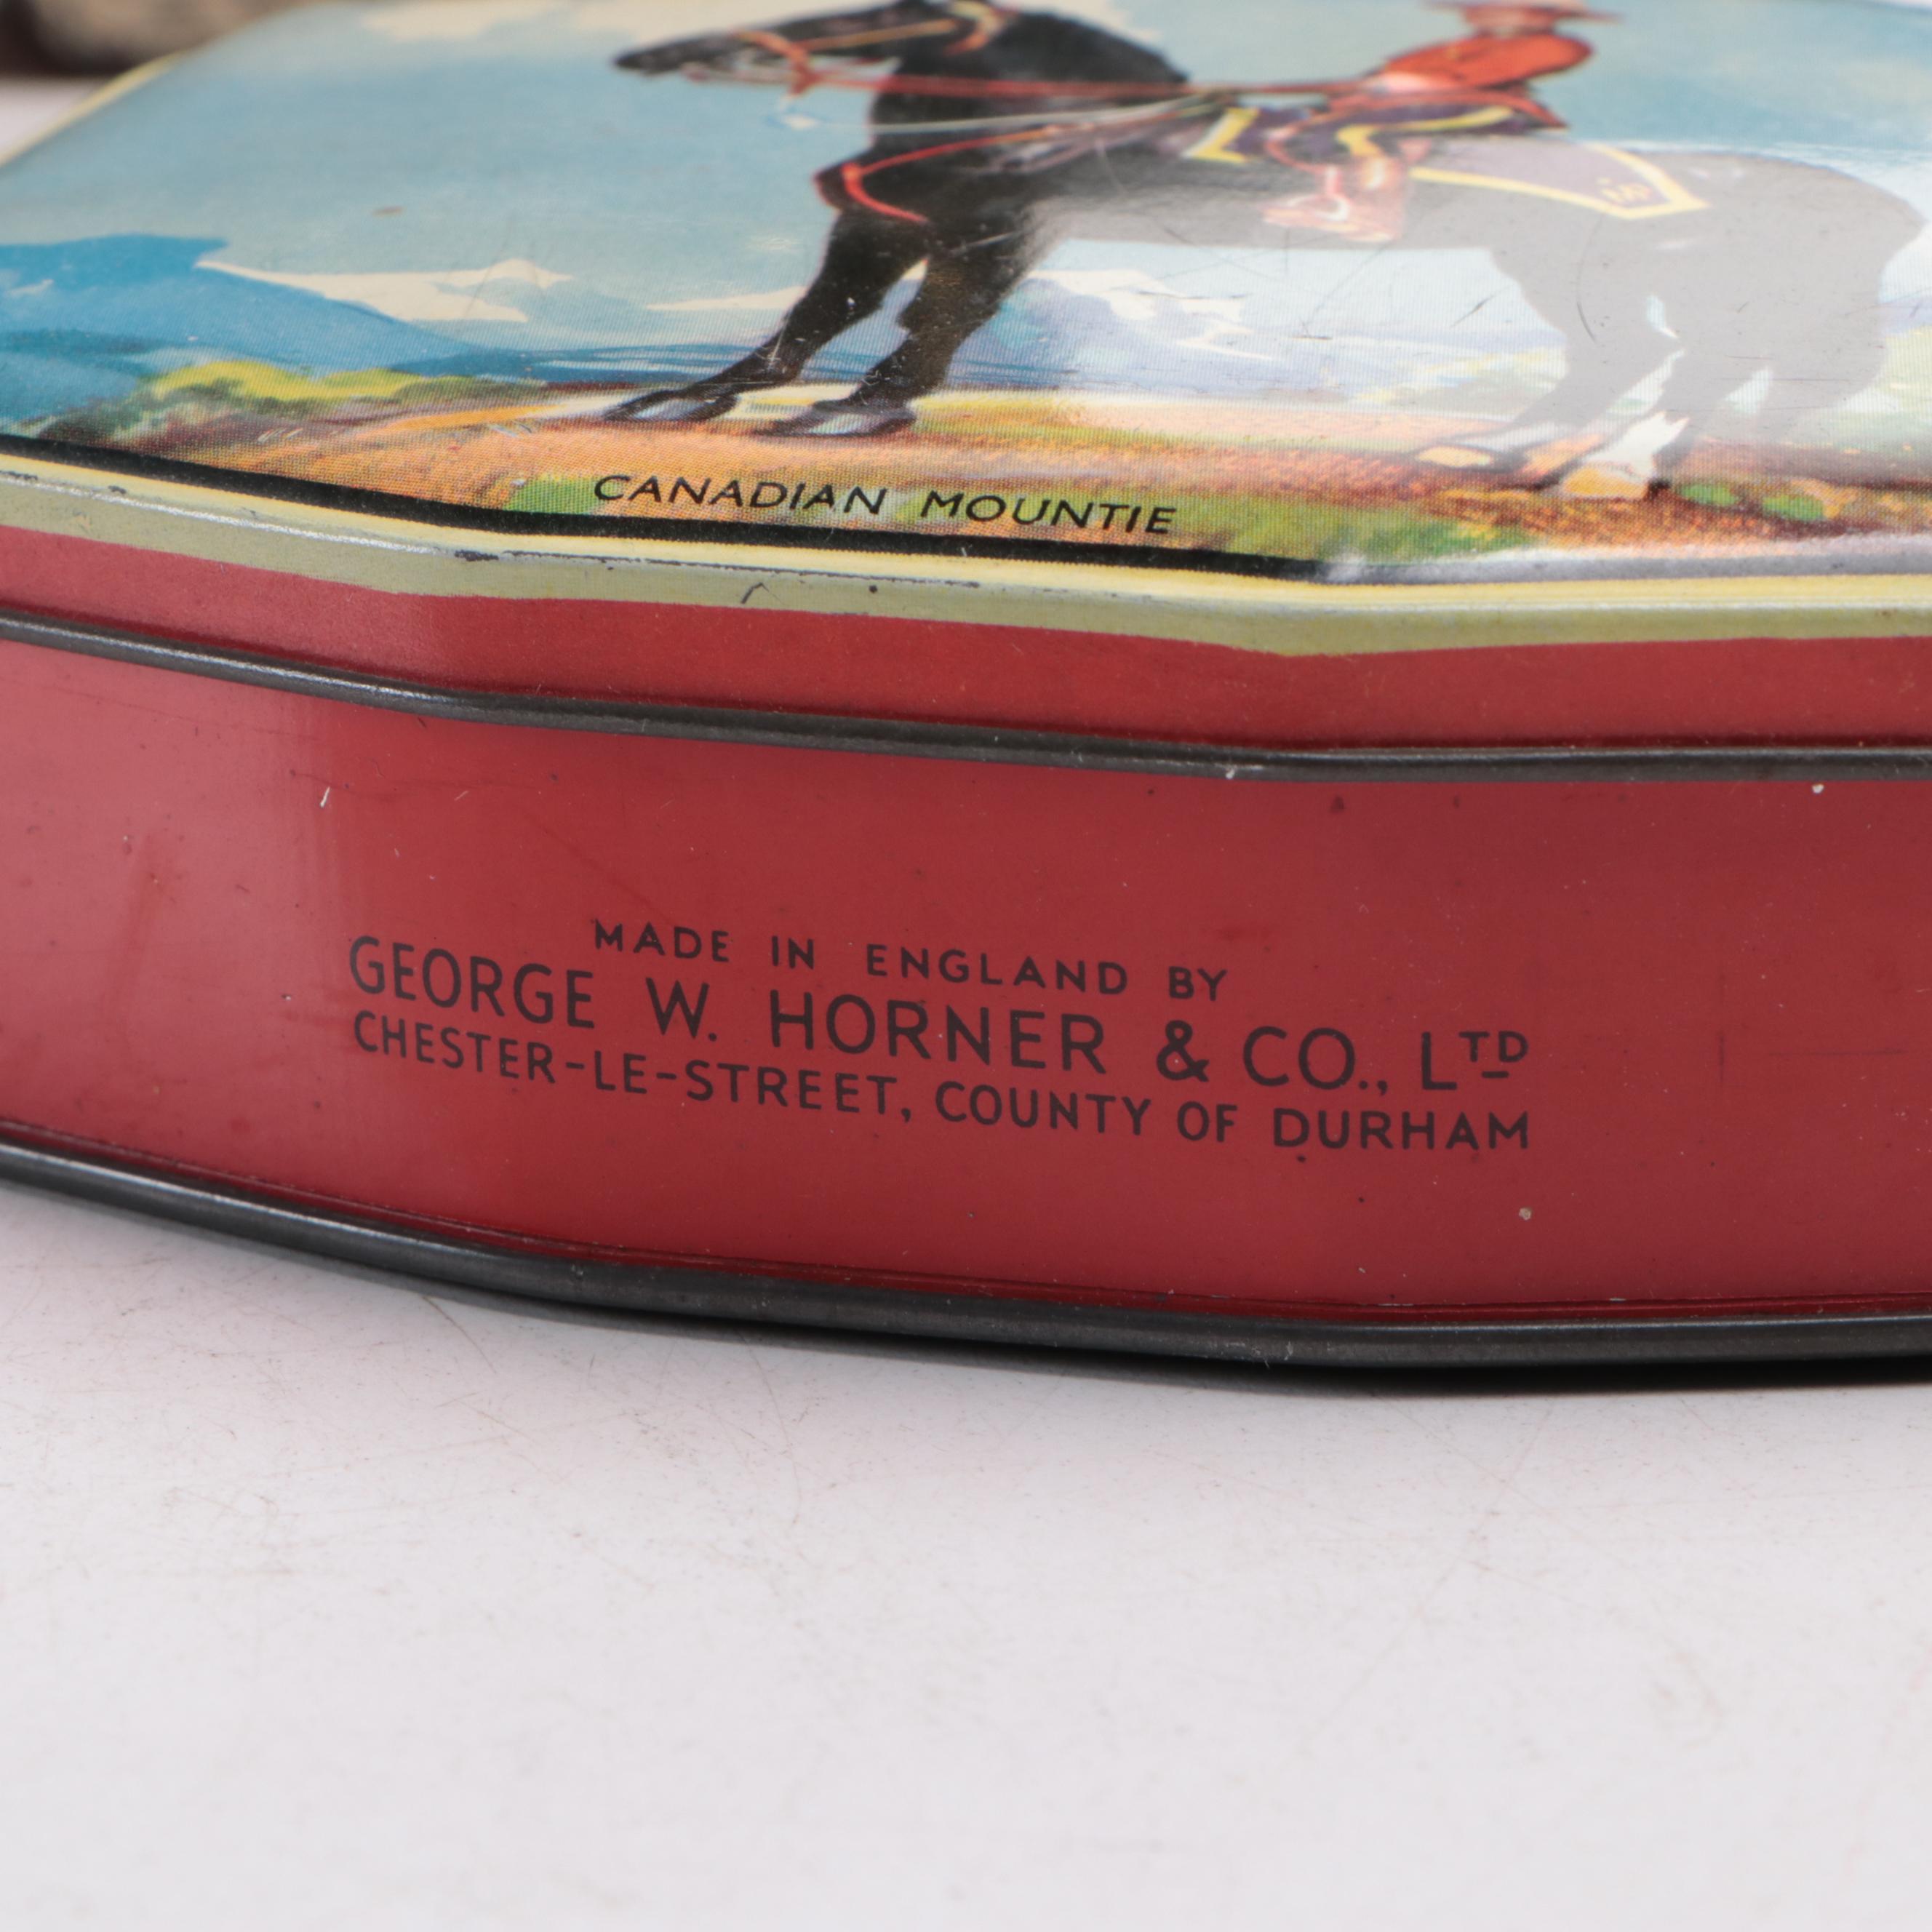 CANADIAN MOUNTIE
MADE IN ENGLAND BY
GEORGE W. HORNER & CO., LTD
CHESTER-LE-STREET, COUNTY OF DURHAM